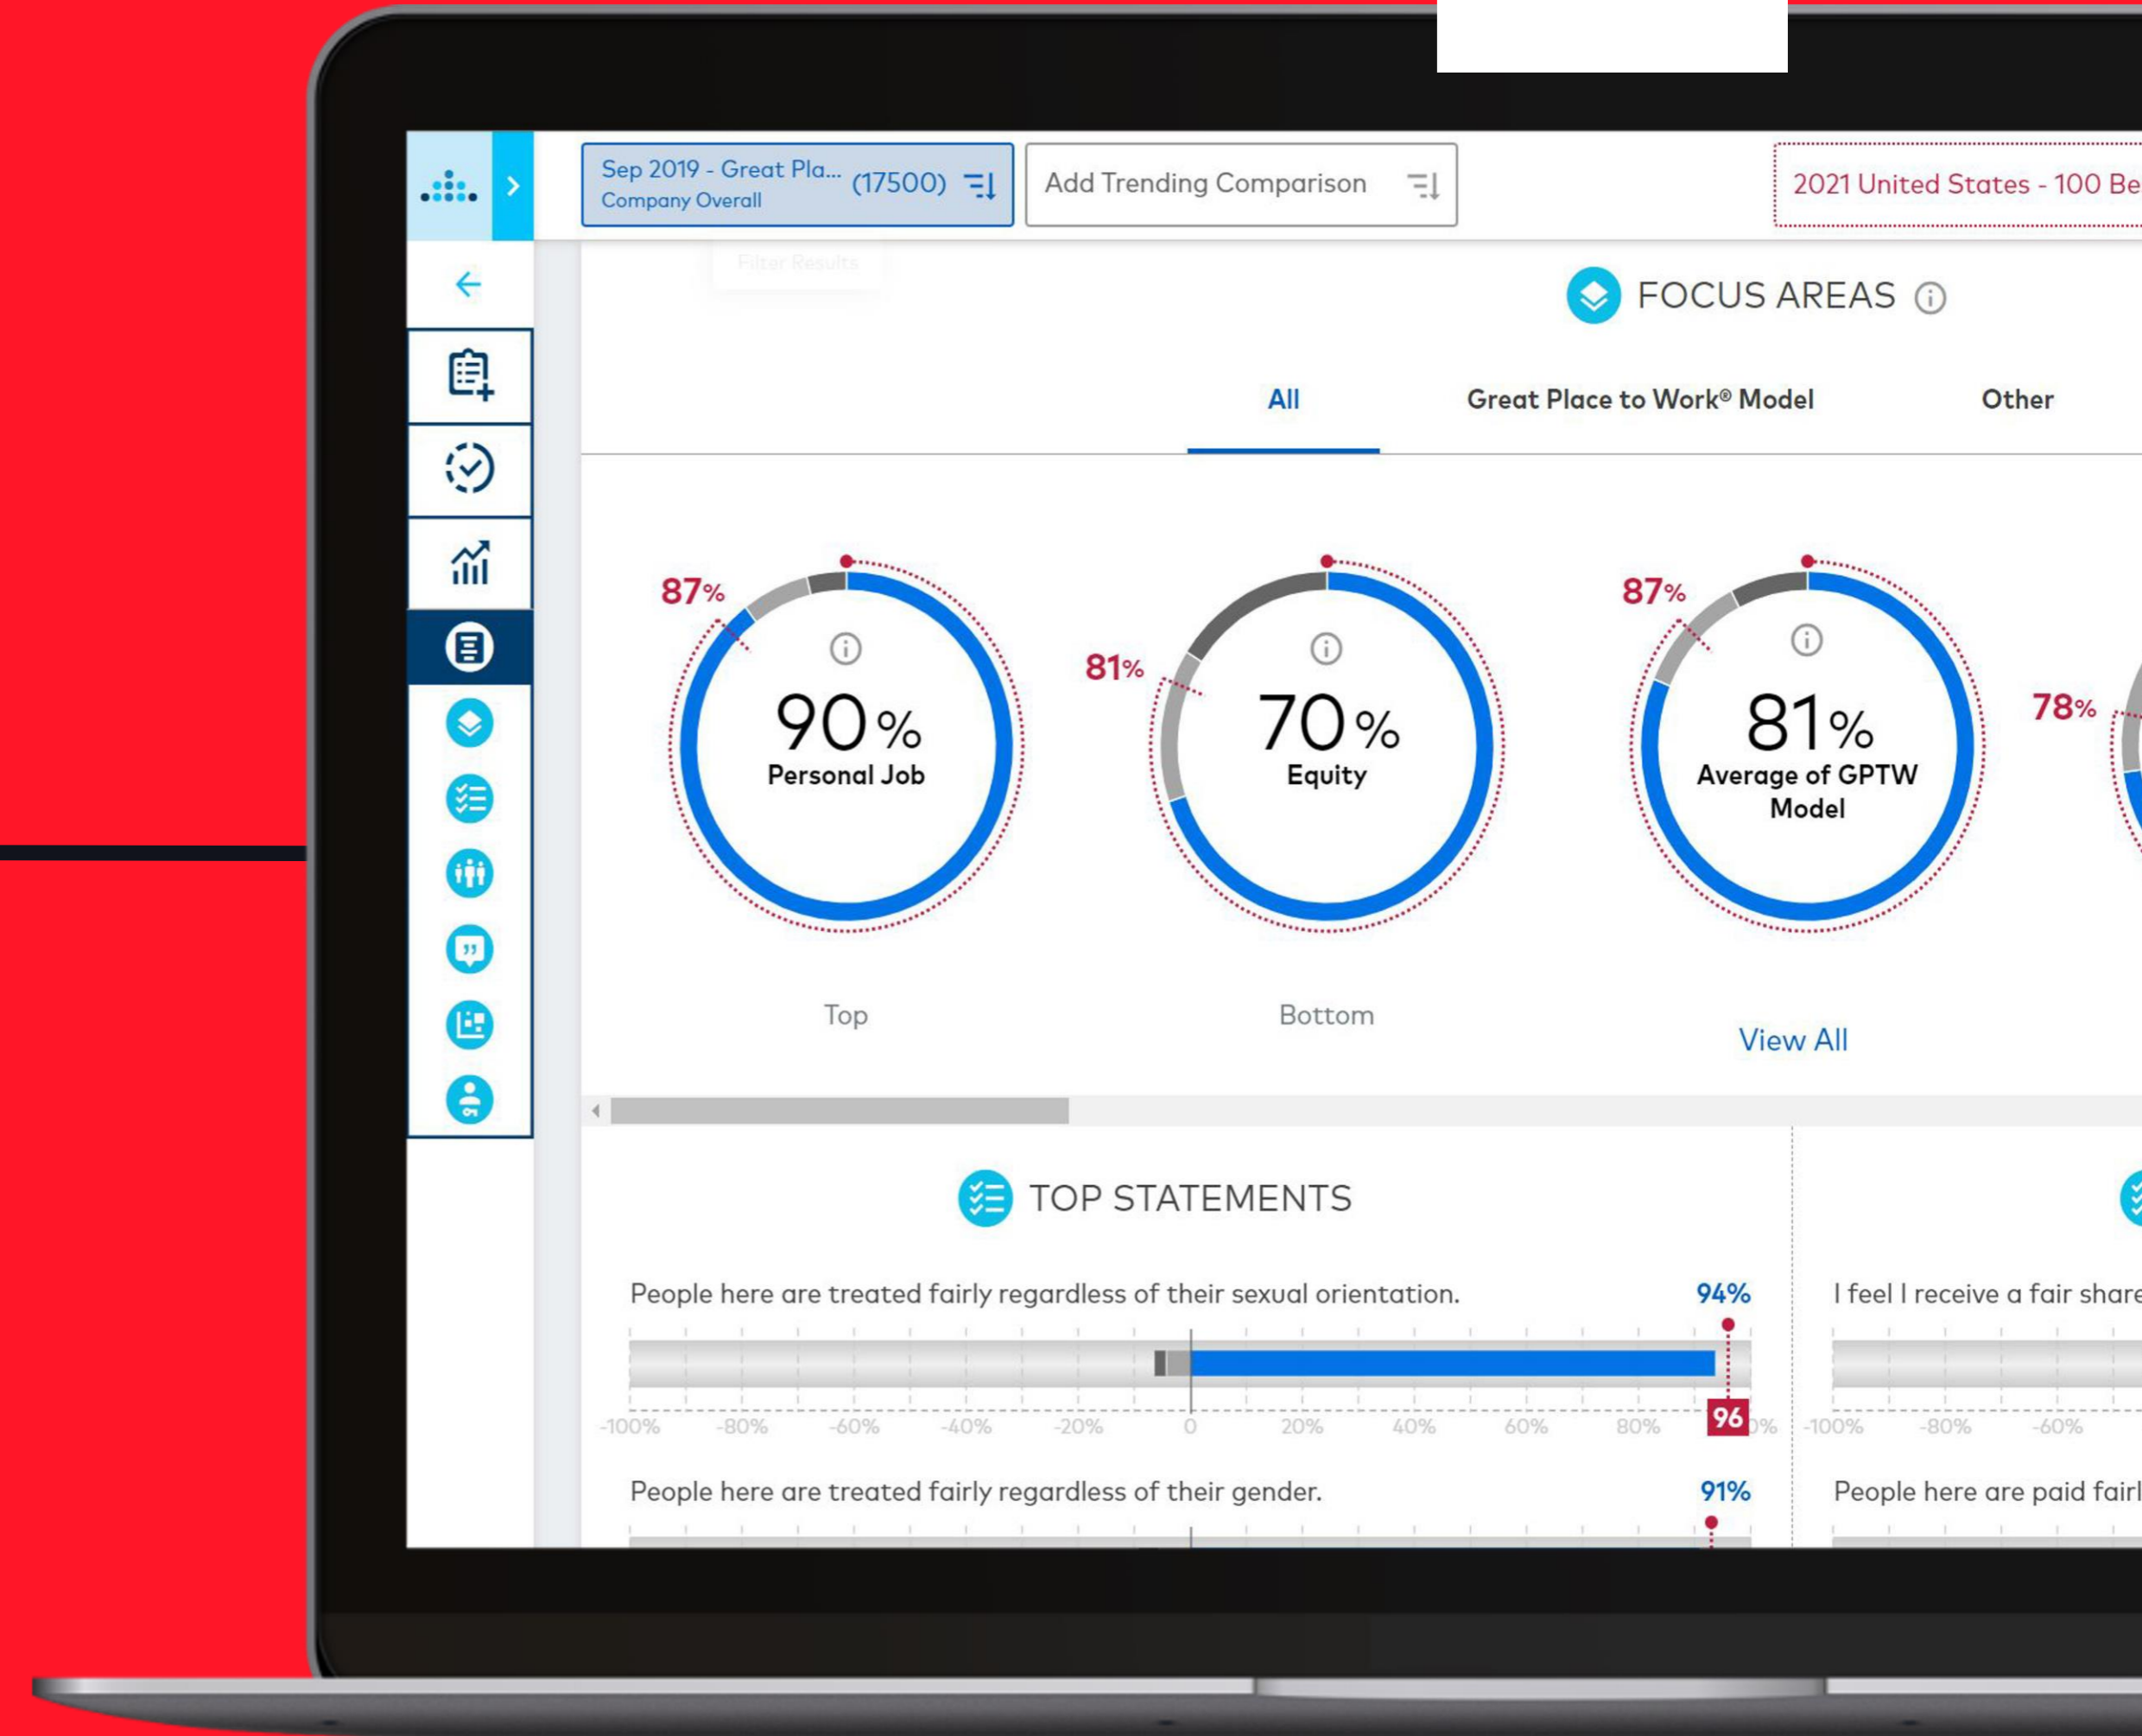 Sep 2019 - Great Pla... (17500)
Company Overall
Add Trending Comparison
2021 United States - 100 Be
Filter Results
FOCUS AREAS
All
Great Place to Work® Model
Other
87%
90%
Personal Job
81%
70%
Equity
87%
81%
Average of GPTW
Model
78%
Top
Bottom
View All
TOP STATEMENTS
People here are treated fairly regardless of their sexual orientation. 94%
-100% -80% -60% -40% -20% 0 20% 40% 60% 80% 96 0%
People here are treated fairly regardless of their gender. 91%
I feel I receive a fair share
-100% -80% -60%
People here are paid fairl